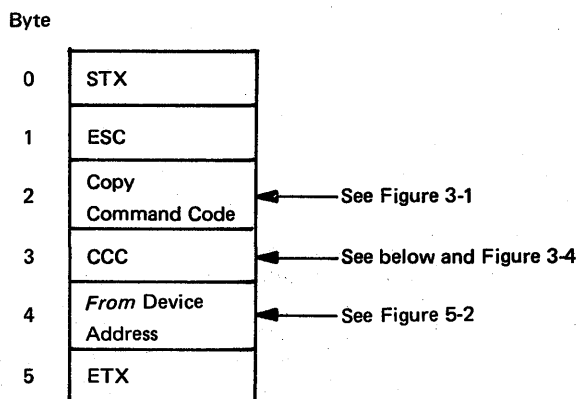 Byte
0 STX
1 ESC
2 Copy
Command Code See Figure 3-1
3 CCC See below and Figure 3-4
4 From Device
Address See Figure 5-2
5 ETX